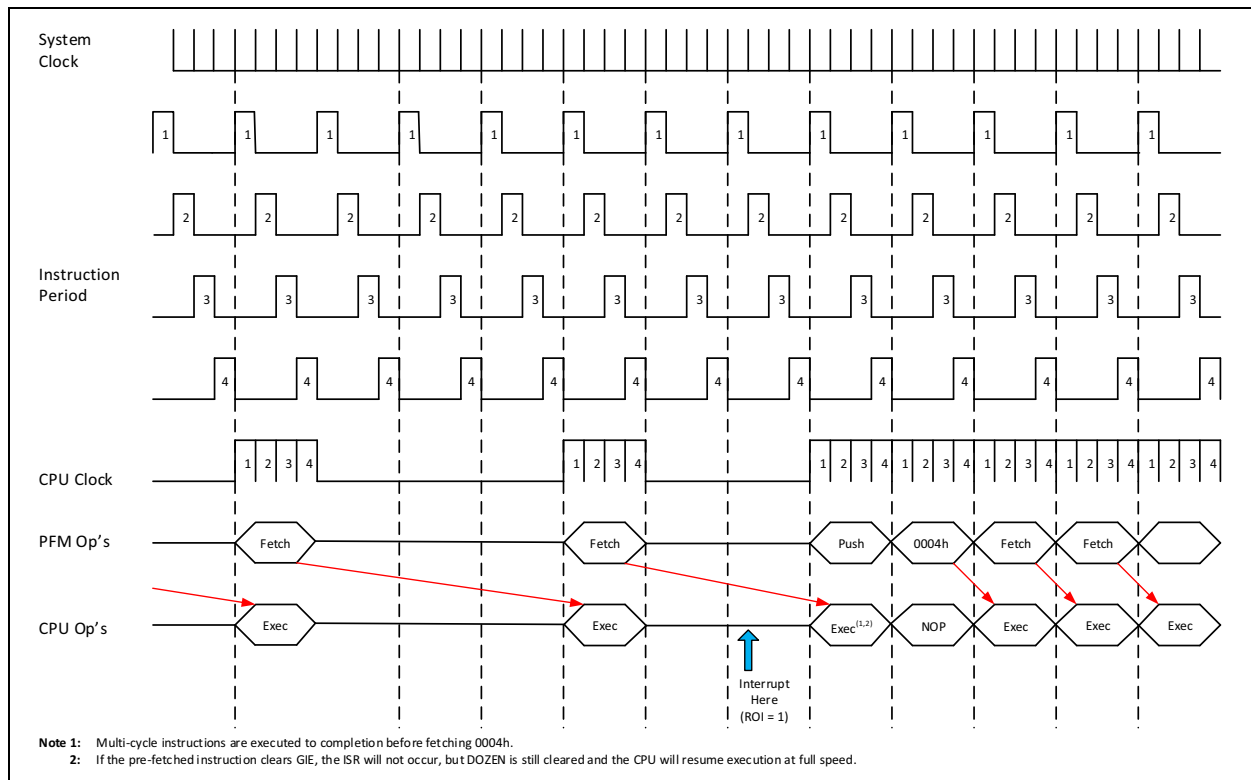 System
Clock
1 1 1 1 1 1 1 1 1 1 1 1 1
2 2 2 2 2 2 2 2 2 2 2 2 2
Instruction
Period
3 3 3 3 3 3 3 3 3 3 3 3 3
4 4 4 4 4 4 4 4 4 4 4 4 4
CPU Clock
1 2 3 4 1 2 3 4 1 2 3 4 1 2 3 4 1 2 3 4 1 2 3 4 1 2 3 4
PFM Op's
Fetch Fetch Push 0004h Fetch Fetch
CPU Op's
Exec Exec Exec(1,2) NOP Exec Exec Exec
Interrupt
Here
(ROI = 1)
Note 1: Multi-cycle instructions are executed to completion before fetching 0004h.
2: If the pre-fetched instruction clears GIE, the ISR will not occur, but DOZEN is still cleared and the CPU will resume execution at full speed.